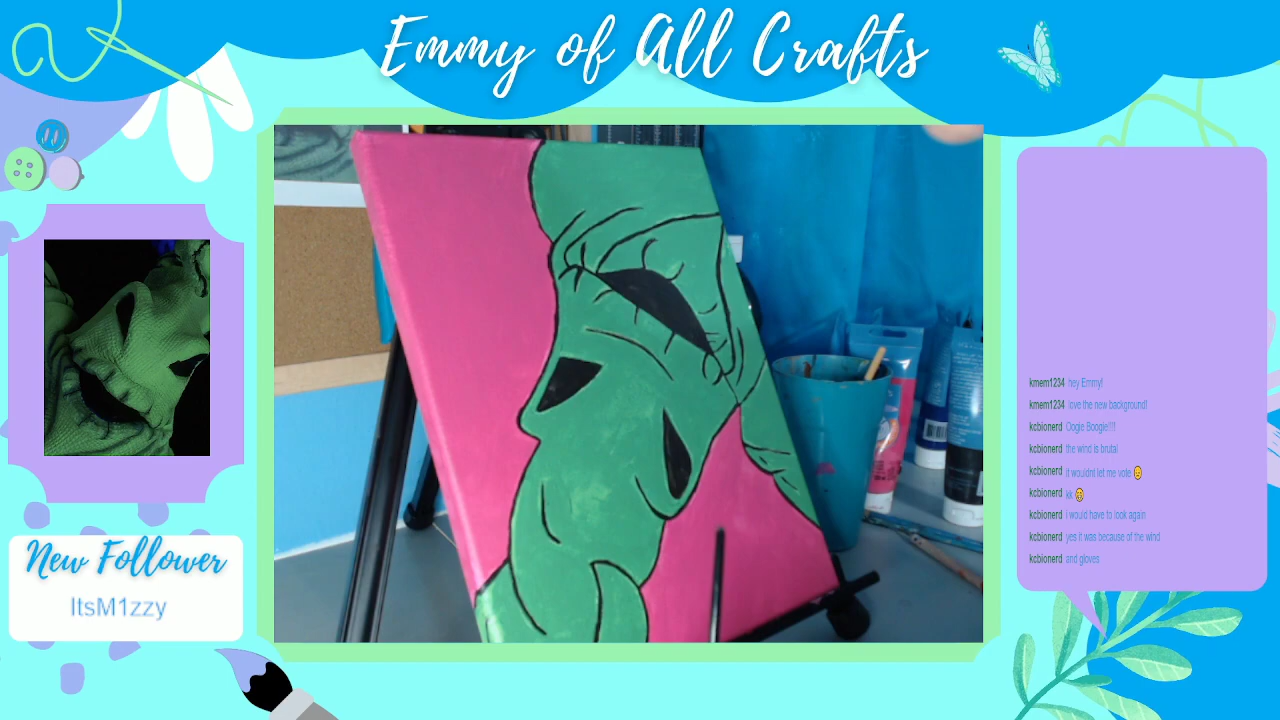 Emmy of All Crafts
kmem1234 hey Emmy!
kmem1234 love the new background!
kcbionerd Oogie Boogie!!!!
kcbionerd the wind is brutal
kcbionerd it wouldnt let me vote
kcbionerd kk
kcbionerd i would have to look again
kcbionerd yes it was because of the wind
kcbionerd and gloves
New Follower
ItsM1zzy